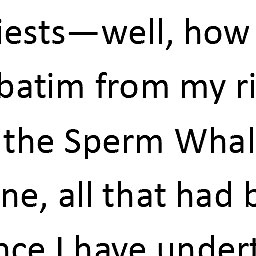 iests—well, how
batim from my ri
the Sperm Whal
ne, all that had b
nce I have undert